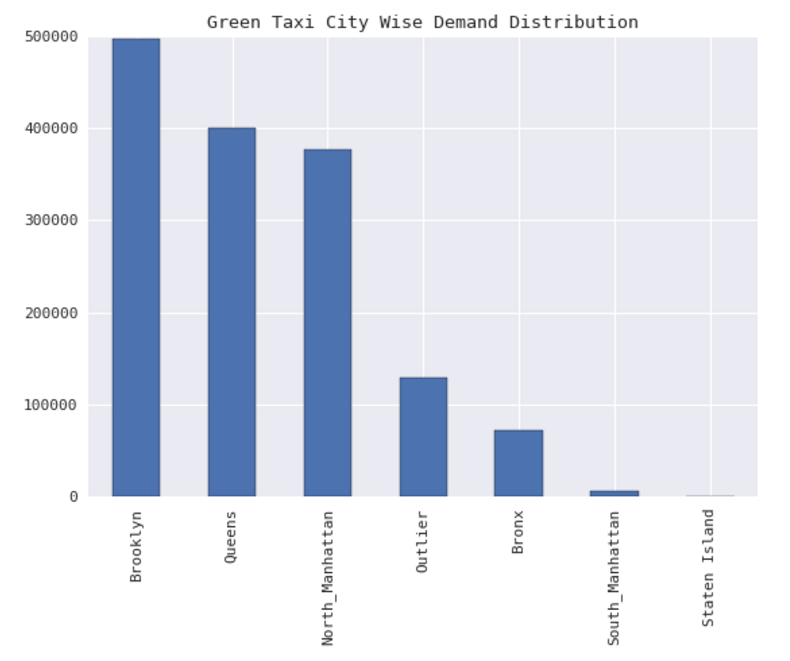 Green Taxi City Wise Demand Distribution
500000
400000
300000
200000
100000
0
Brooklyn
Queens
North_Manhattan
Outlier
Bronx
South_Manhattan
Staten Island